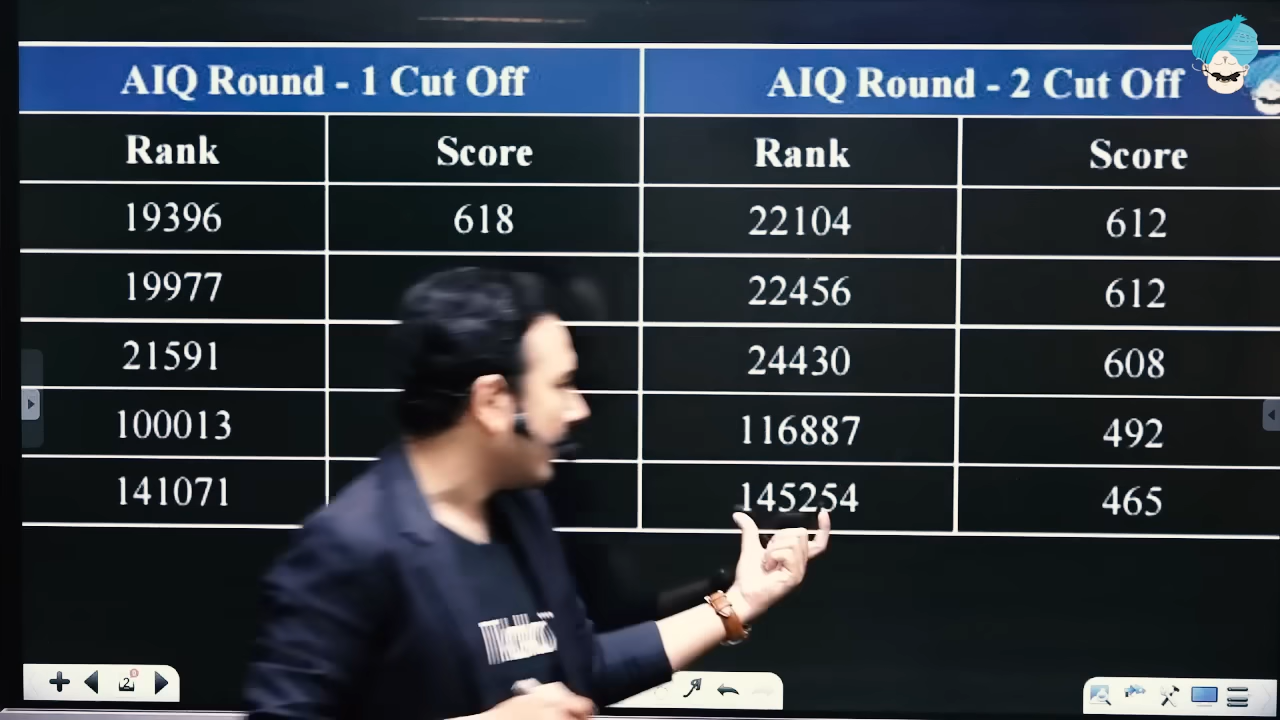 AIQ Round - 1 Cut Off AIQ Round - 2 Cut Off
Rank Score Rank Score
19396 618 22104 612
19977 22456 612
21591 24430 608
100013 116887 492
141071 145254 465
2